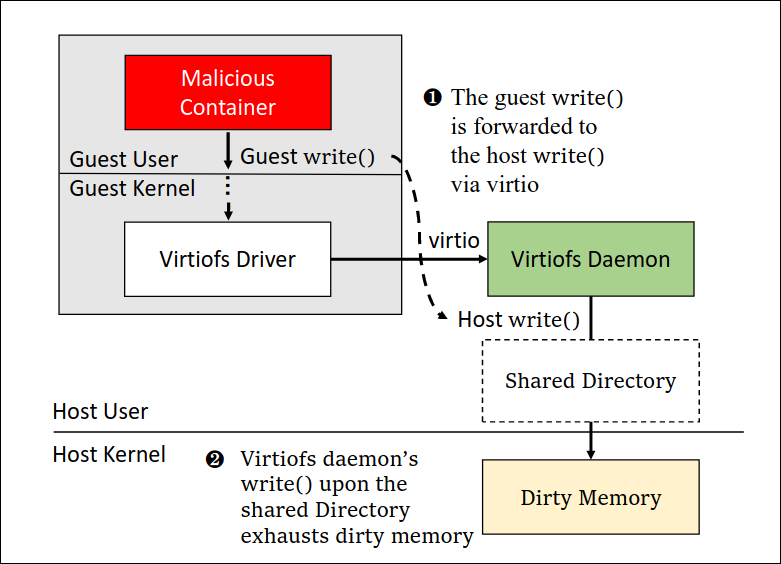 Malicious
Container
❶ The guest write()
is forwarded to
the host write()
via virtio
Guest User
Guest write()
Guest Kernel
Virtiofs Driver
virtio
Virtiofs Daemon
Host write()
Shared Directory
Host User
Host Kernel
❷ Virtiofs daemon’s
write() upon the
shared Directory
exhausts dirty memory
Dirty Memory